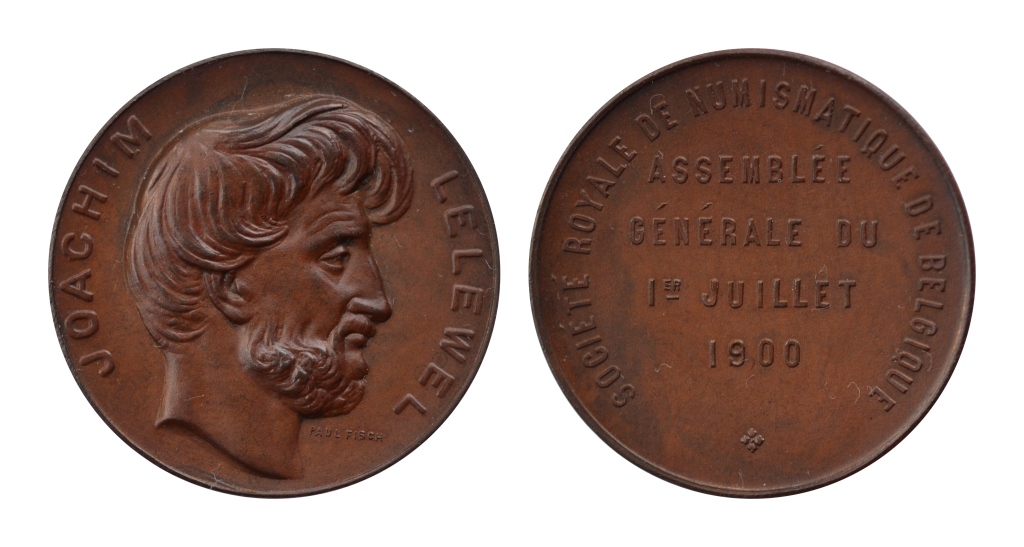 JOACHIM LELEWEL
PAUL FISCH
SOCIÉTÉ ROYALE DE NUMISMATIQUE DE BELGIQUE
ASSEMBLÉE
GÉNÉRALE DU
1ER JUILLET
1900